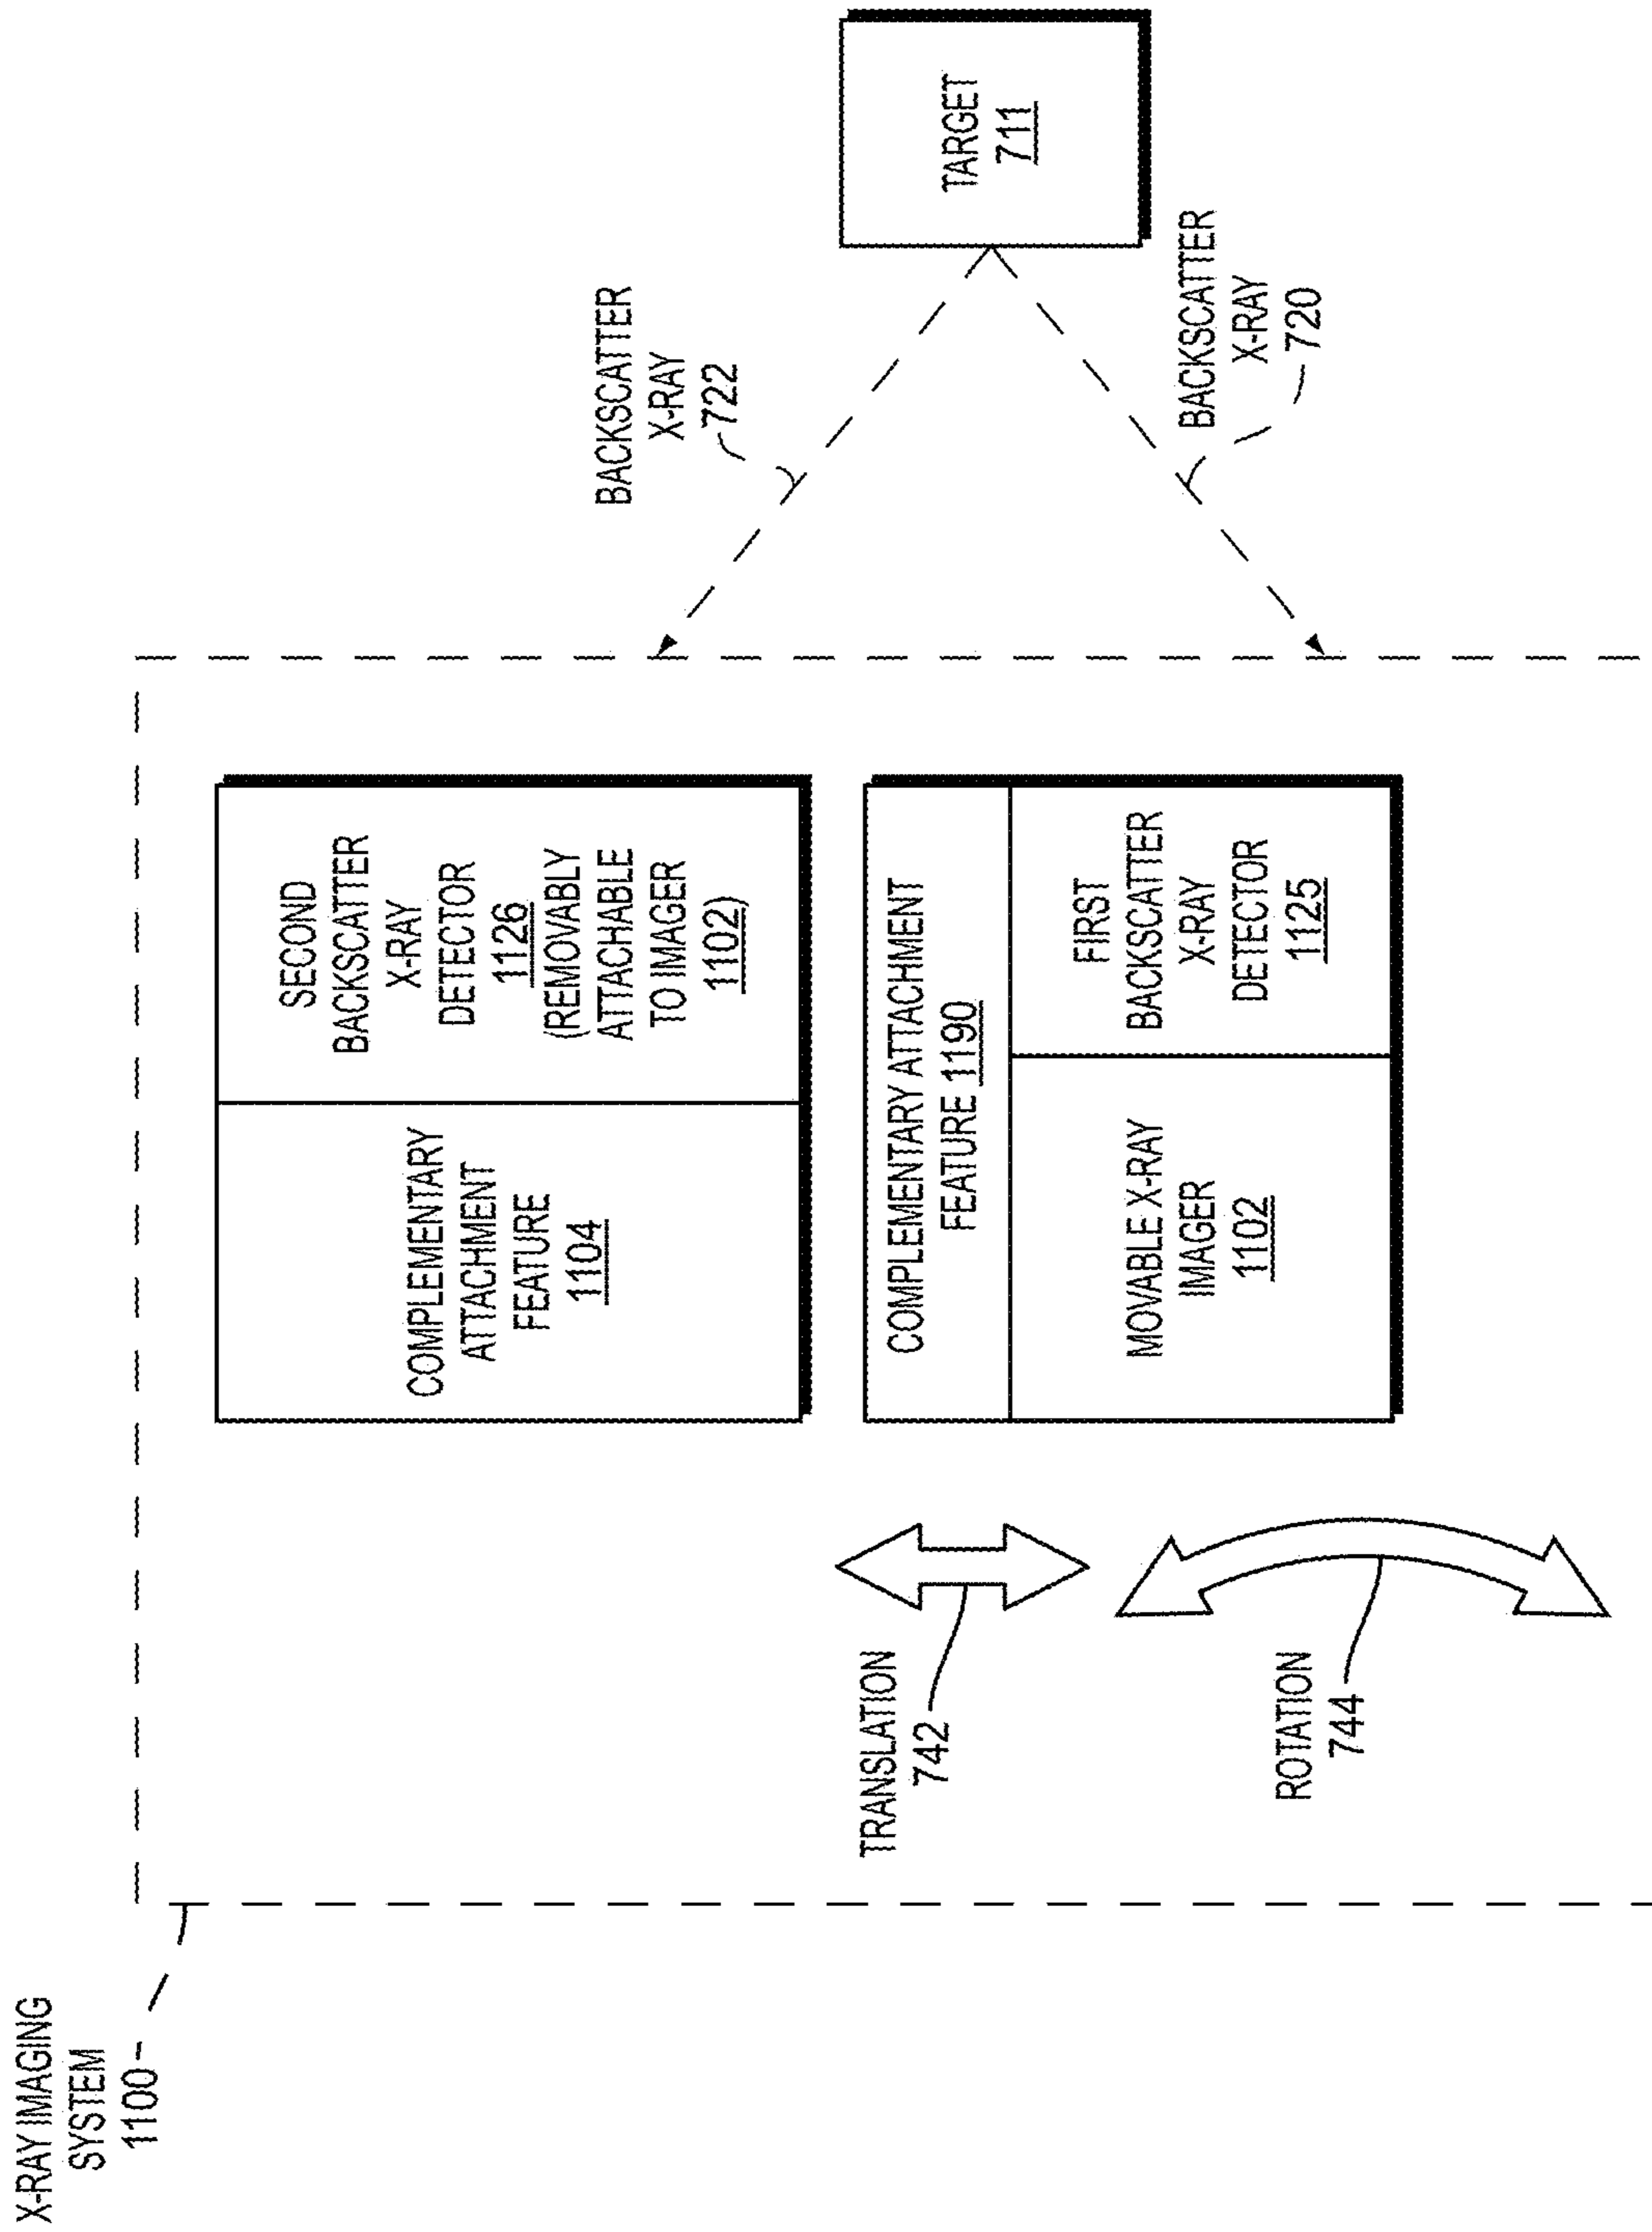 X-RAY IMAGING
SYSTEM
1100
SECOND
BACKSCATTER
X-RAY
DETECTOR
1126
(REMOVABLY
ATTACHABLE
TO IMAGER
1102)
COMPLEMENTARY
ATTACHMENT
FEATURE
1104
COMPLEMENTARY ATTACHMENT
FEATURE 1190
FIRST
BACKSCATTER
X-RAY
DETECTOR
1125
MOVABLE X-RAY
IMAGER
1102
TRANSLATION
742
ROTATION
744
BACKSCATTER
X-RAY
722
TARGET
711
BACKSCATTER
X-RAY
720